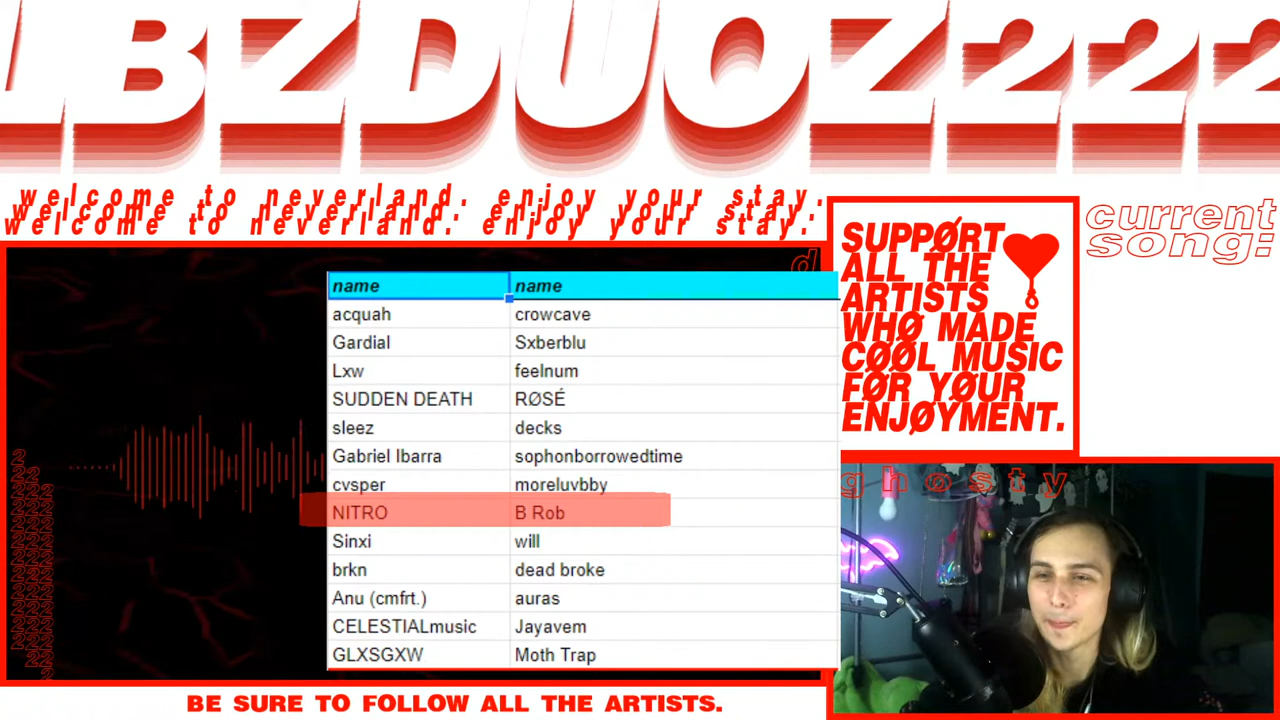 LBZDUOZ222
welcome to neverland. enjoy your stay.
welcome to neverland. enjoy your stay.
current
song:
SUPPØRT
ALL THE
ARTISTS
WHØ MADE
CØØL MUSIC
FØR YØUR
ENJØYMENT.
d
name name
acquah crowcave
Gardial Sxberblu
Lxw feelnum
SUDDEN DEATH RØSÉ
sleez decks
Gabriel Ibarra sophonborrowedtime
cvsper moreluvbby
NITRO B Rob
Sinxi will
brkn dead broke
Anu (cmfrt.) auras
CELESTIALmusic Jayavem
GLXSGXW Moth Trap
ghosty
BE SURE TO FOLLOW ALL THE ARTISTS.